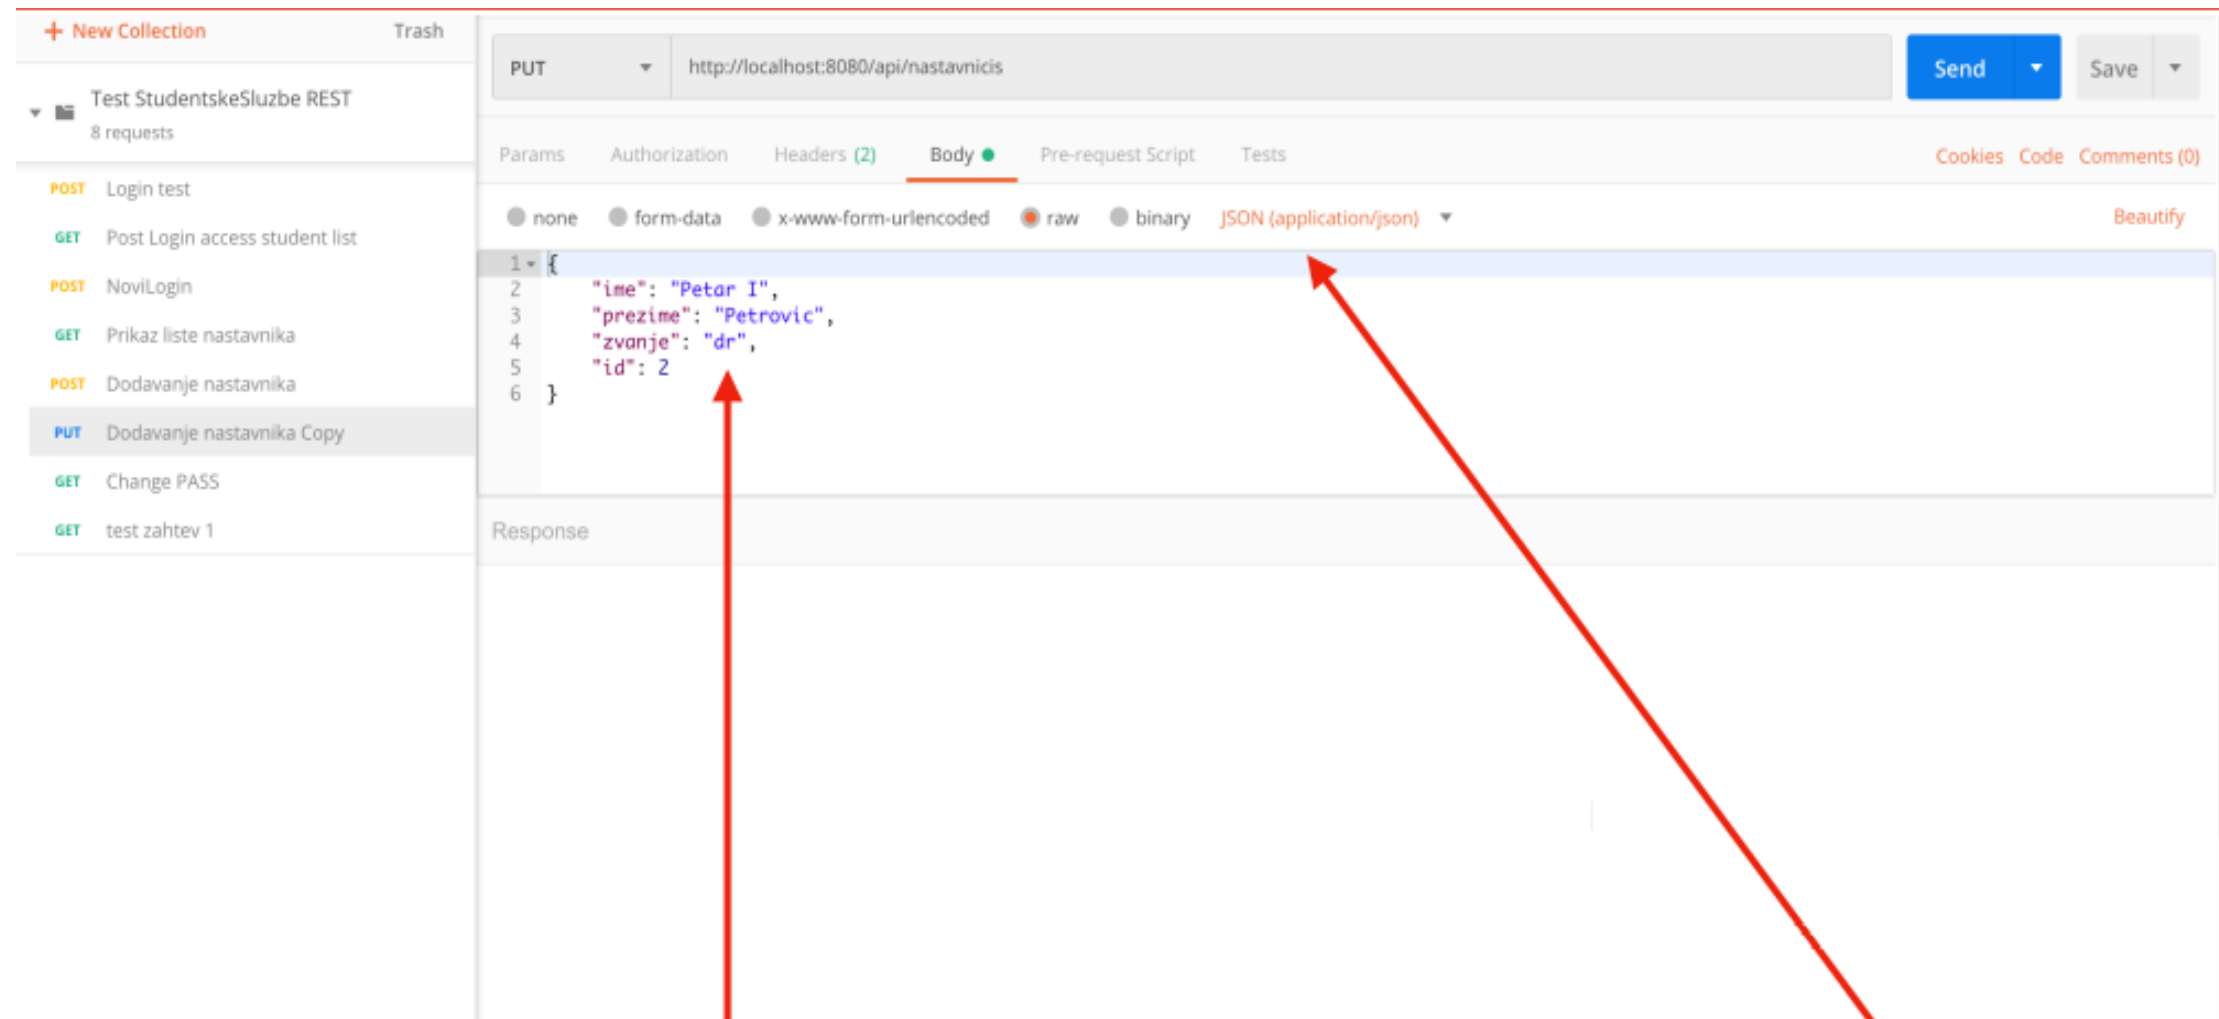 + New Collection Trash
Test StudentskeSluzbe REST
8 requests
POST Login test
GET Post Login access student list
POST NoviLogin
GET Prikaz liste nastavnika
POST Dodavanje nastavnika
PUT Dodavanje nastavnika Copy
GET Change PASS
GET test zahtev 1
PUT http://localhost:8080/api/nastavnicis Send Save
Params Authorization Headers (2) Body Pre-request Script Tests Cookies Code Comments (0)
none form-data x-www-form-urlencoded raw binary JSON (application/json) Beautify
1 {
2 "ime": "Petar I",
3 "prezime": "Petrovic",
4 "zvanje": "dr",
5 "id": 2
6 }
Response